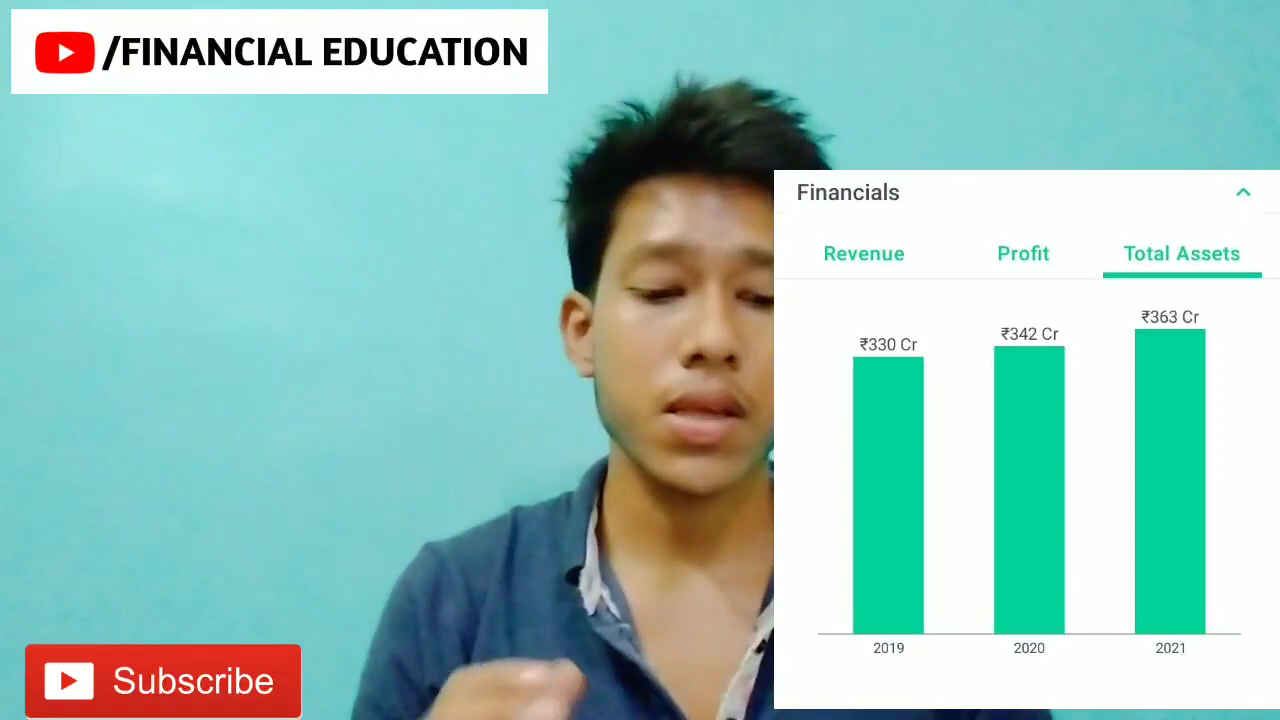 /FINANCIAL EDUCATION
Financials
Revenue Profit Total Assets
₹330 Cr ₹342 Cr ₹363 Cr
2019 2020 2021
Subscribe